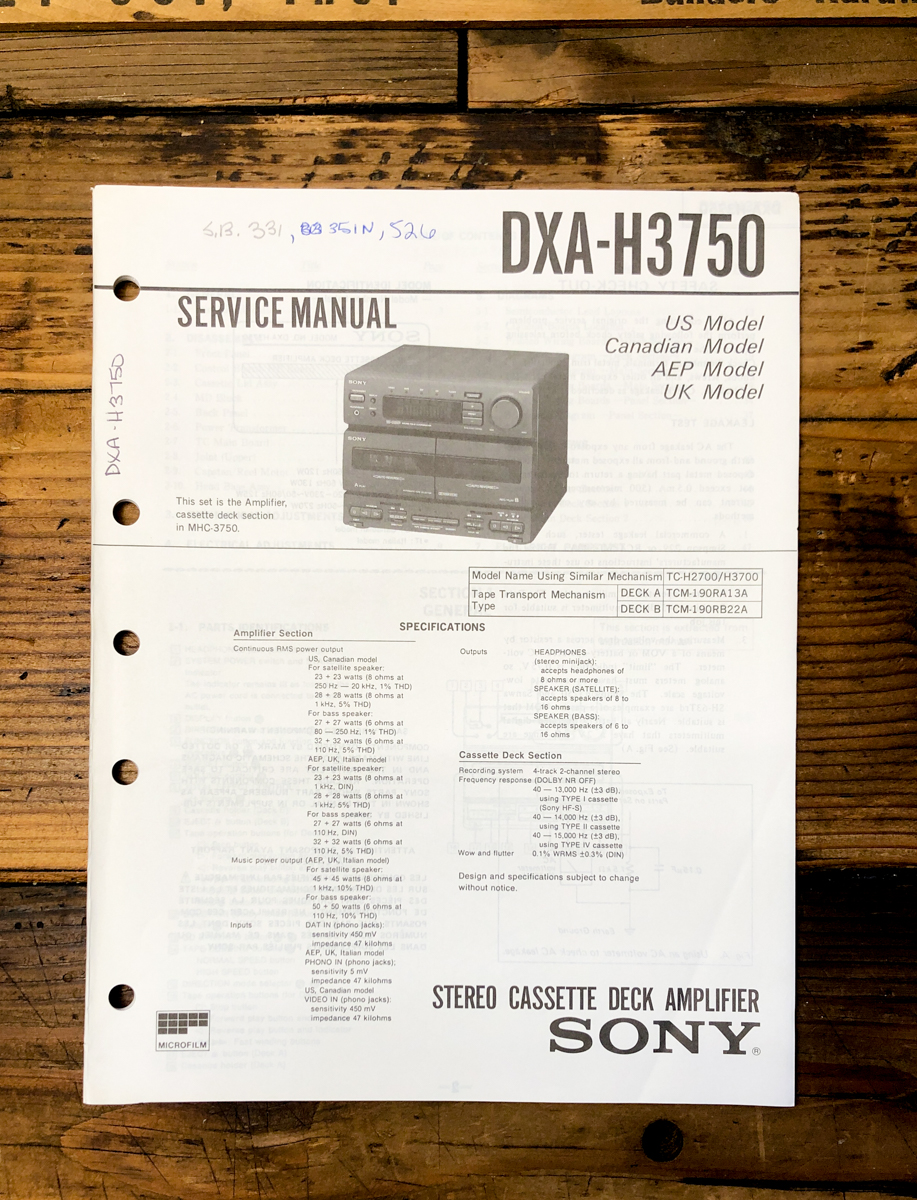 S.B. 331, BB 351N, 526
DXA-H3750
SERVICE MANUAL
US Model
Canadian Model
AEP Model
UK Model
DXA-H3750
SONY
SONY
This set is the Amplifier,
cassette deck section
in MHC-3750.
Model Name Using Similar Mechanism TC-H2700/H3700
Tape Transport Mechanism Type DECK A TCM-190RA13A
DECK B TCM-190RB22A
SPECIFICATIONS
Amplifier Section
Continuous RMS power output
US, Canadian model
For satellite speaker:
23 + 23 watts (8 ohms at
250 Hz — 20 kHz, 1% THD)
28 + 28 watts (8 ohms at
1 kHz, 5% THD)
For bass speaker:
27 + 27 watts (6 ohms at
80 — 250 Hz, 1% THD)
32 + 32 watts (6 ohms at
110 Hz, 5% THD)
AEP, UK, Italian model
For satellite speaker:
23 + 23 watts (8 ohms at
1 kHz, DIN)
28 + 28 watts (8 ohms at
1 kHz, 5% THD)
For bass speaker:
27 + 27 watts (6 ohms at
110 Hz, DIN)
32 + 32 watts (6 ohms at
110 Hz, 5% THD)
Music power output (AEP, UK, Italian model)
For satellite speaker:
45 + 45 watts (8 ohms at
1 kHz, 10% THD)
For bass speaker:
50 + 50 watts (6 ohms at
110 Hz, 10% THD)
Inputs DAT IN (phono jacks):
sensitivity 450 mV
impedance 47 kilohms
AEP, UK, Italian model
PHONO IN (phono jacks);
sensitivity 5 mV
impedance 47 kilohms
US, Canadian model
VIDEO IN (phono jacks):
sensitivity 450 mV
impedance 47 kilohms
Outputs HEADPHONES
(stereo minijack):
accepts headphones of
8 ohms or more
SPEAKER (SATELLITE):
accepts speakers of 8 to
16 ohms
SPEAKER (BASS):
accepts speakers of 6 to
16 ohms
Cassette Deck Section
Recording system 4-track 2-channel stereo
Frequency response (DOLBY NR OFF)
40 — 13,000 Hz (±3 dB),
using TYPE I cassette
(Sony HF-S)
40 — 14,000 Hz (±3 dB),
using TYPE II cassette
40 — 15,000 Hz (±3 dB),
using TYPE IV cassette
Wow and flutter 0.1% WRMS ±0.3% (DIN)
Design and specifications subject to change
without notice.
MICROFILM
STEREO CASSETTE DECK AMPLIFIER
SONY®